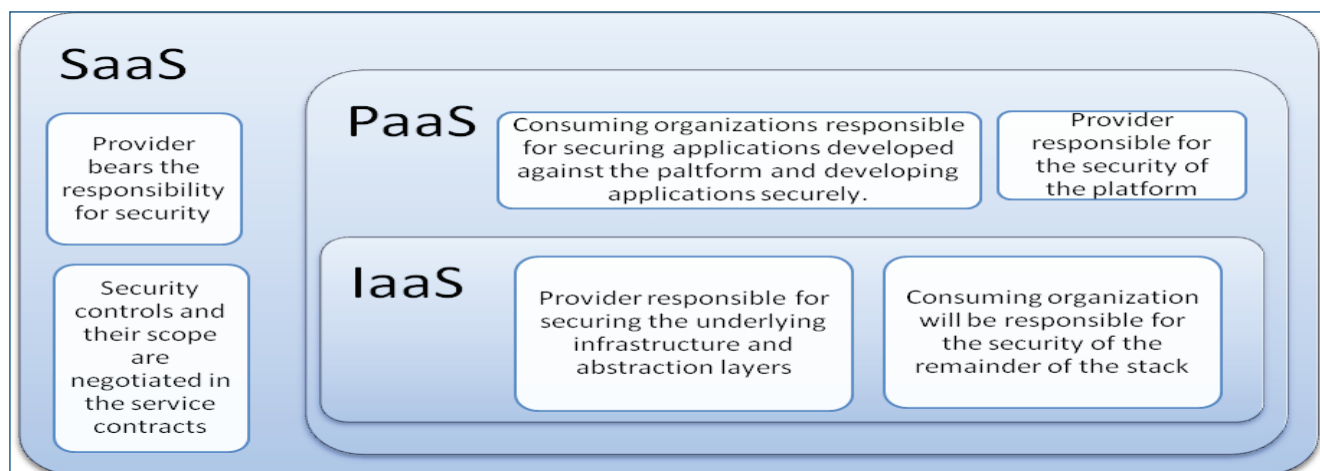 SaaS
Provider
bears the
responsibility
for security
Security
controls and
their scope
are
negotiated in
the service
contracts
PaaS
Consuming organizations responsible
for securing applications developed
against the paltform and developing
applications securely.
Provider
responsible for
the security of
the platform
IaaS
Provider responsible for
securing the underlying
infrastructure and
abstraction layers
Consuming organization
will be responsible for
the security of the
remainder of the stack